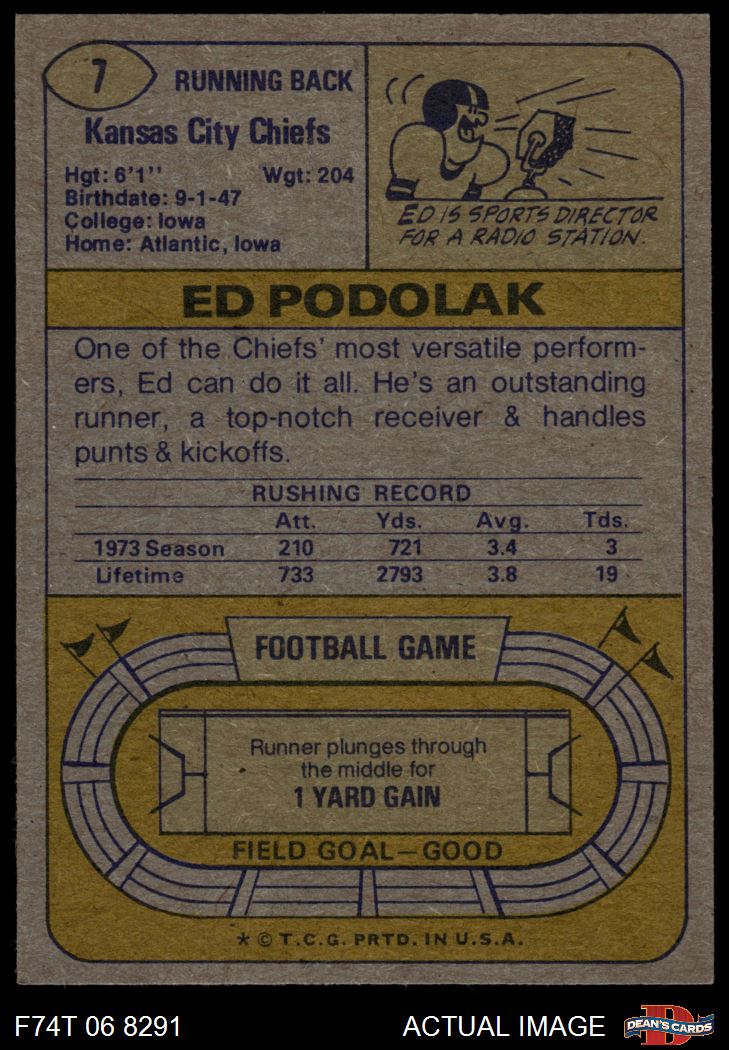 7
RUNNING BACK
Kansas City Chiefs
Hgt: 6'1'' Wgt: 204
Birthdate: 9-1-47
College: Iowa
Home: Atlantic, Iowa
ED IS SPORTS DIRECTOR
FOR A RADIO STATION.
ED PODOLAK
One of the Chiefs' most versatile perform-
ers, Ed can do it all. He's an outstanding
runner, a top-notch receiver & handles
punts & kickoffs.
RUSHING RECORD
Att. Yds. Avg. Tds.
1973 Season 210 721 3.4 3
Lifetime 733 2793 3.8 19
FOOTBALL GAME
Runner plunges through
the middle for
1 YARD GAIN
FIELD GOAL—GOOD
* © T.C.G. PRTD. IN U.S.A.
F74T 06 8291 ACTUAL IMAGE
D
DEAN'S CARDS